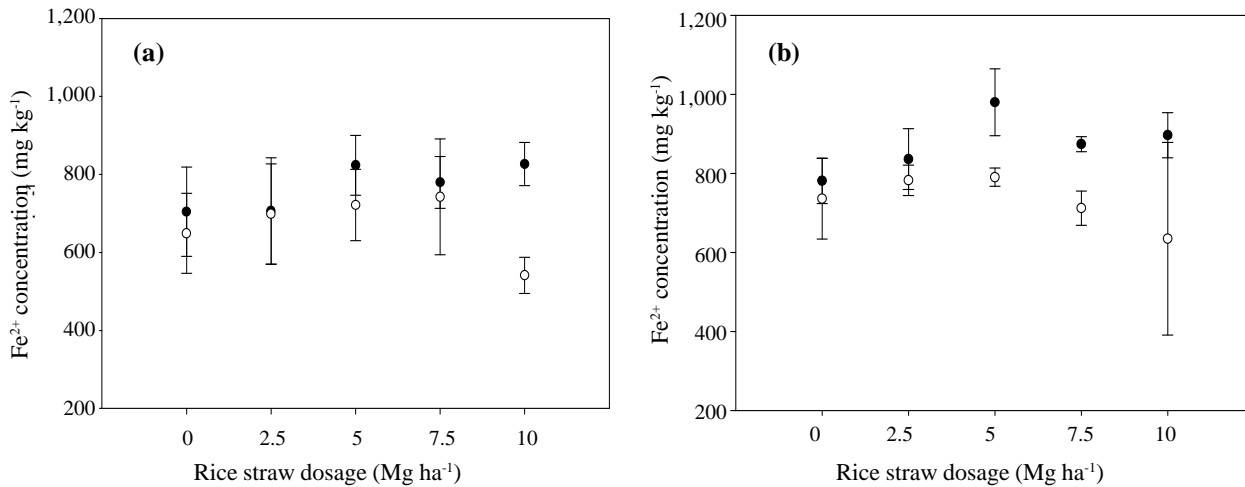 (a)
Fe²⁺ concentration (mg kg⁻¹)
1,200
1,000
800
600
400
200
0 2.5 5 7.5 10
Rice straw dosage (Mg ha⁻¹)
(b)
Fe²⁺ concentration (mg kg⁻¹)
1,200
1,000
800
600
400
200
0 2.5 5 7.5 10
Rice straw dosage (Mg ha⁻¹)